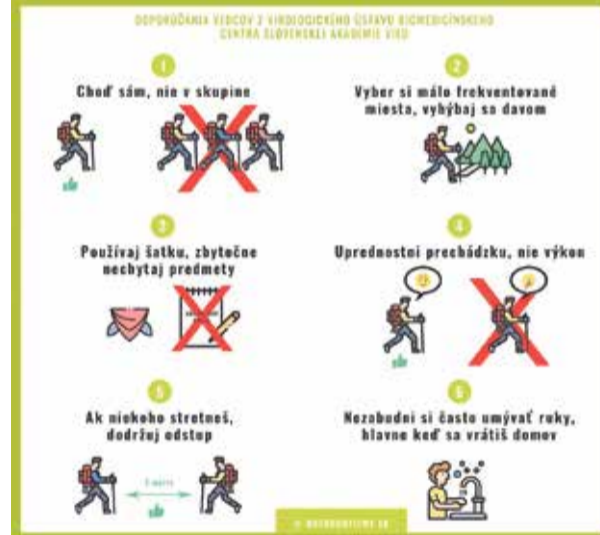 ODPORÚČANIA VEDCOV Z VIROLOGICKÉHO ÚSTAVU BIOMEDICÍNSKEHO
CENTRA SLOVENSKEJ AKADÉMIE VIED
1
Choď sám, nie v skupine
2
Vyber si málo frekventované
miesta, vyhýbaj sa davom
3
Používaj šatku, zbytočne
nechytaj predmety
4
Uprednostni prechádzku, nie výkon
5
Ak niekoho stretneš,
dodržuj odstup
6
Nezabudni si často umývať ruky,
hlavne keď sa vrátiš domov